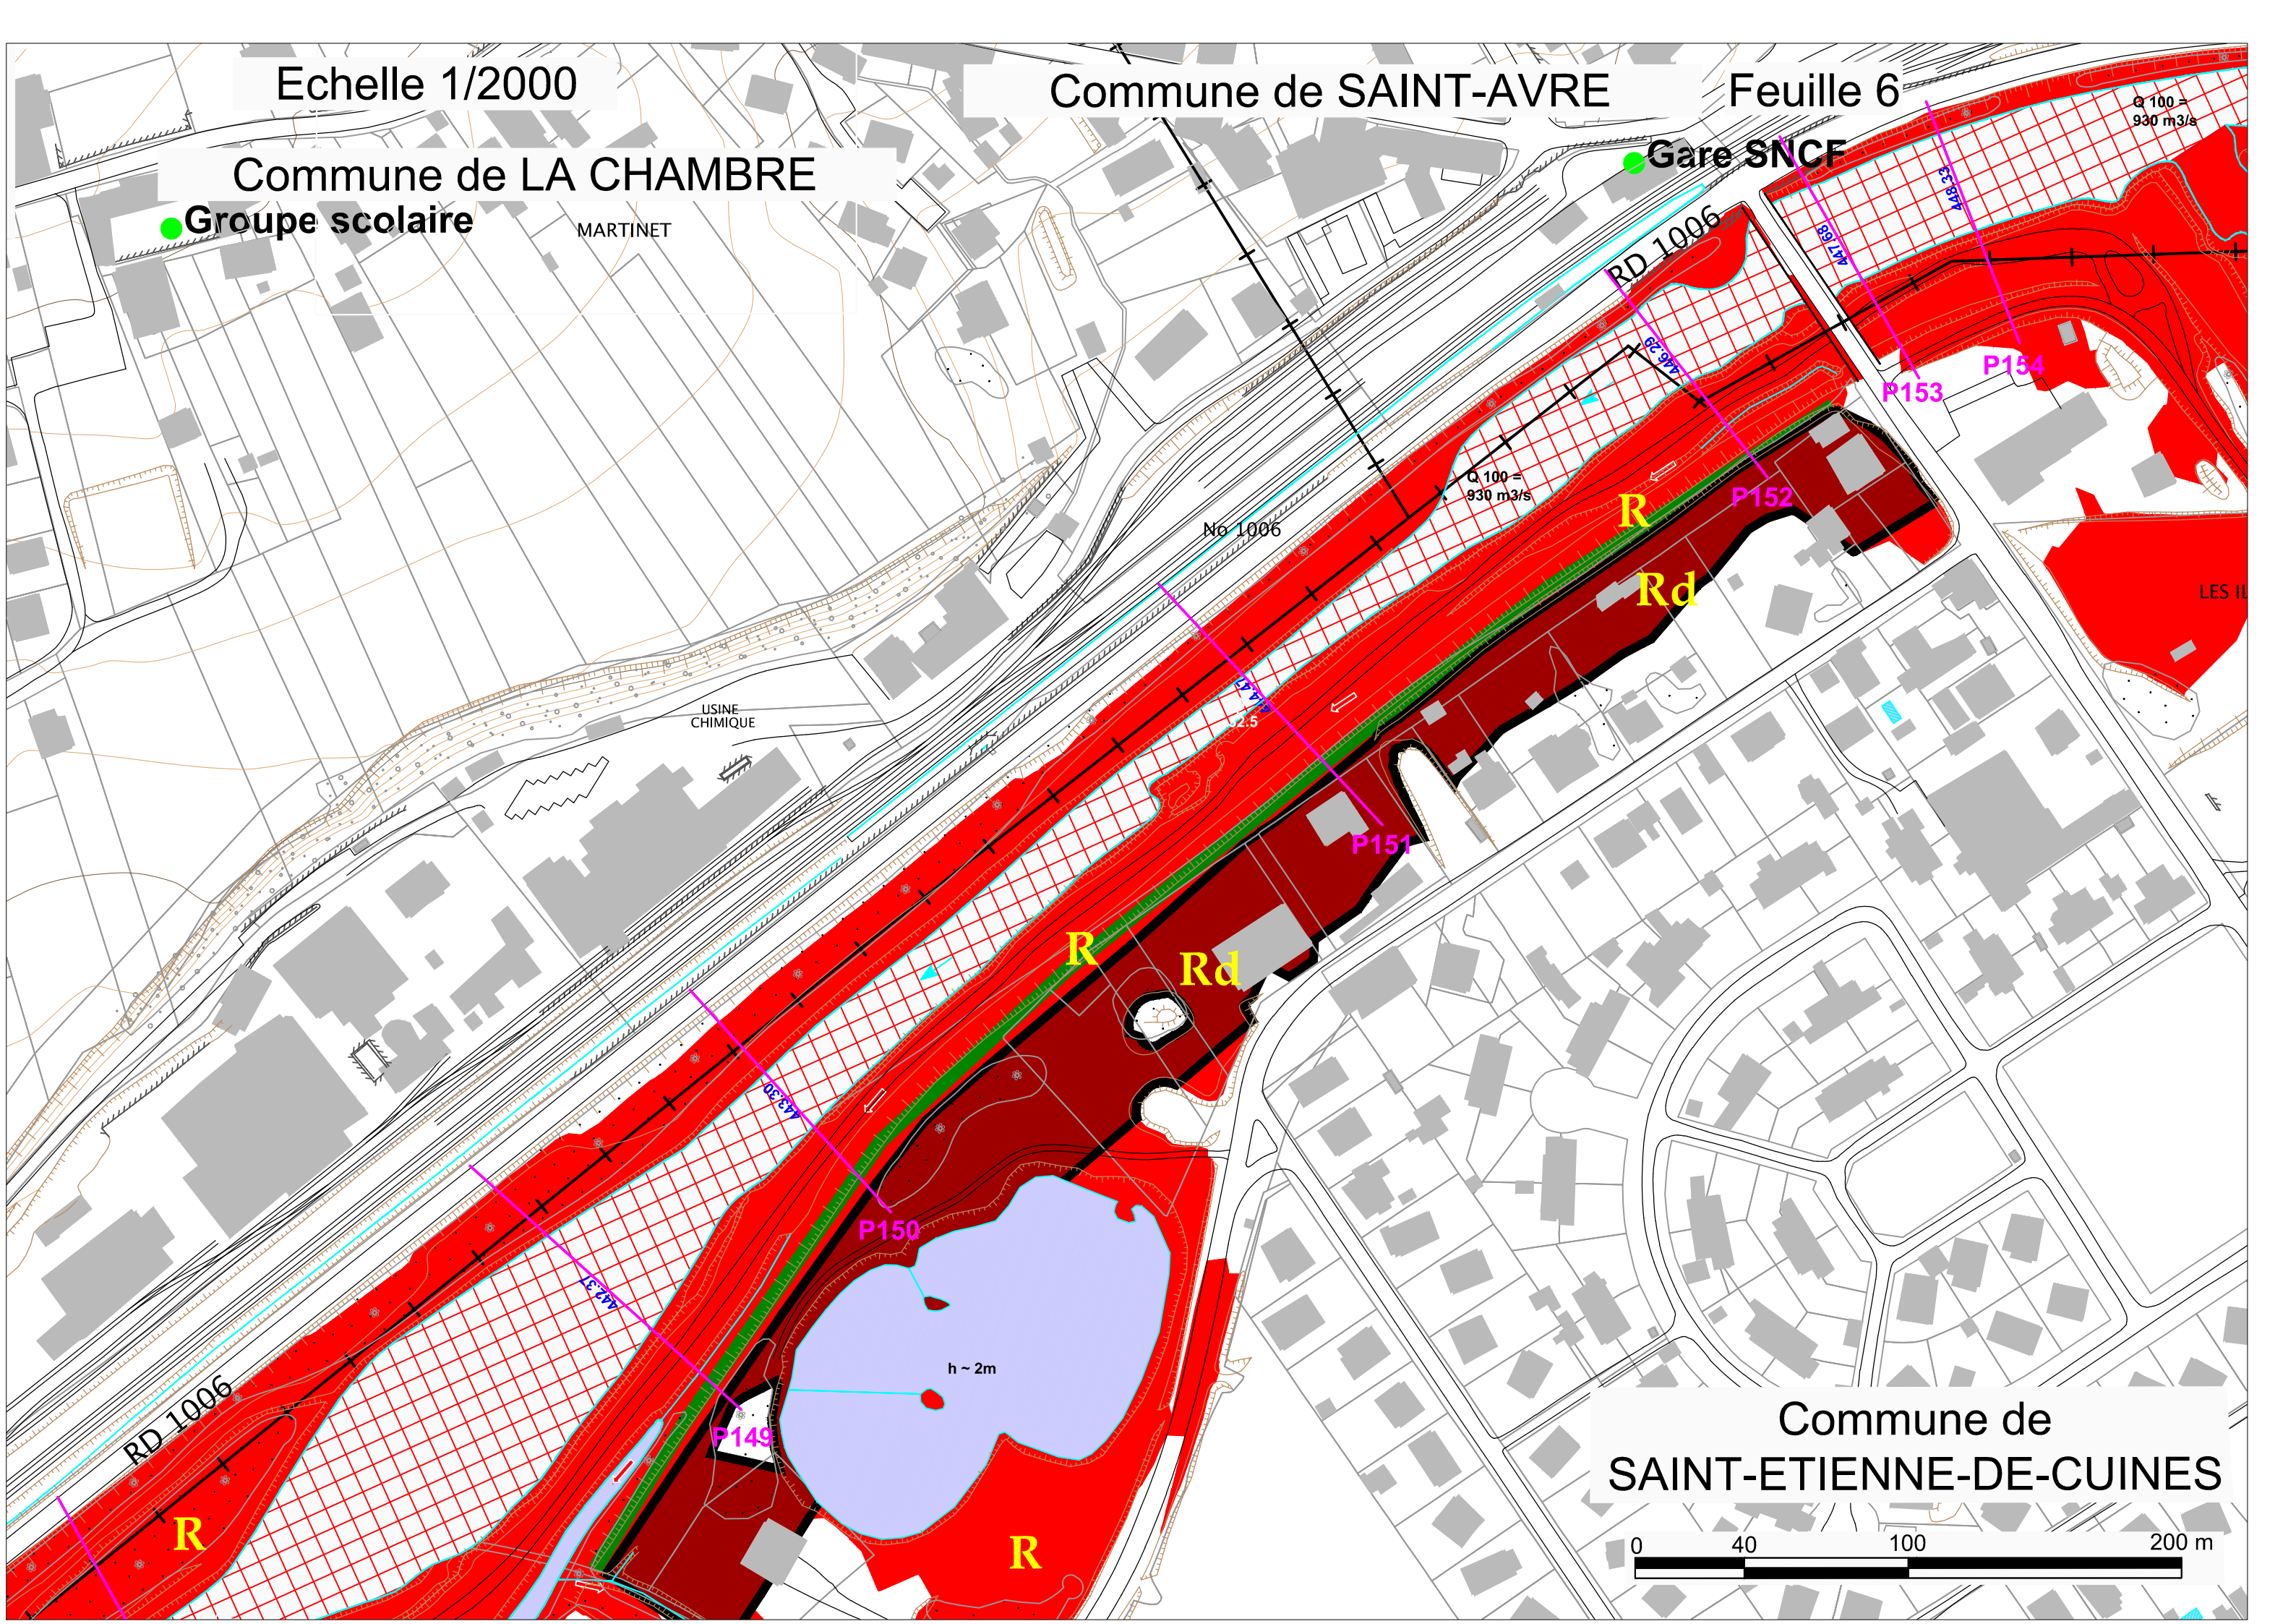 Echelle 1/2000
Commune de SAINT-AVRE
Feuille 6
Q 100 =
930 m3/s
Gare SNCF
Commune de LA CHAMBRE
Groupe scolaire
MARTINET
RD 1006
448.33
447.68
446.29
P154
P153
Q 100 =
930 m3/s
P152
R
No 1006
Rd
LES IL
444.47
62.5
USINE
CHIMIQUE
P151
R
Rd
443.30
P150
442.37
h ~ 2m
RD 1006
P149
Commune de
SAINT-ETIENNE-DE-CUINES
R
R
0 40 100 200 m